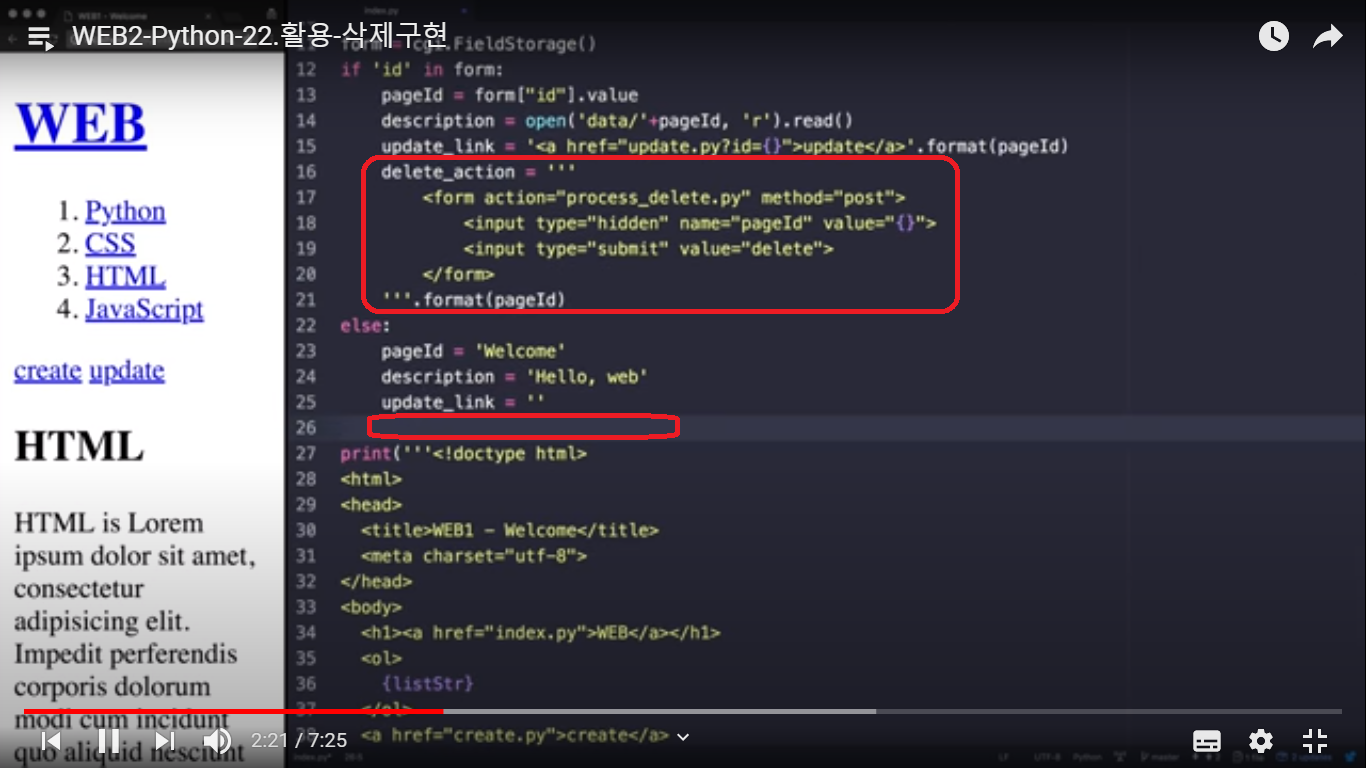 WEB2-Python-22.활용-삭제구현
index.py
WEB
1. Python
2. CSS
3. HTML
4. JavaScript
create update
HTML
HTML is Lorem
ipsum dolor sit amet,
consectetur
adipisicing elit.
Impedit perferendis
corporis dolorum
modi cum incidunt
quo aliquid nesciunt
form = cgi.FieldStorage()
12 if 'id' in form:
13 pageId = form["id"].value
14 description = open('data/'+pageId, 'r').read()
15 update_link = '<a href="update.py?id={}">update</a>'.format(pageId)
16 delete_action = '''
17 <form action="process_delete.py" method="post">
18 <input type="hidden" name="pageId" value="{}">
19 <input type="submit" value="delete">
20 </form>
21 '''.format(pageId)
22 else:
23 pageId = 'Welcome'
24 description = 'Hello, web'
25 update_link = ''
26
27 print('''<!doctype html>
28 <html>
29 <head>
30 <title>WEB1 - Welcome</title>
31 <meta charset="utf-8">
32 </head>
33 <body>
34 <h1><a href="index.py">WEB</a></h1>
35 <ol>
36 {listStr}
37 </ol>
<a href="create.py">create</a>
2:21 / 7:25